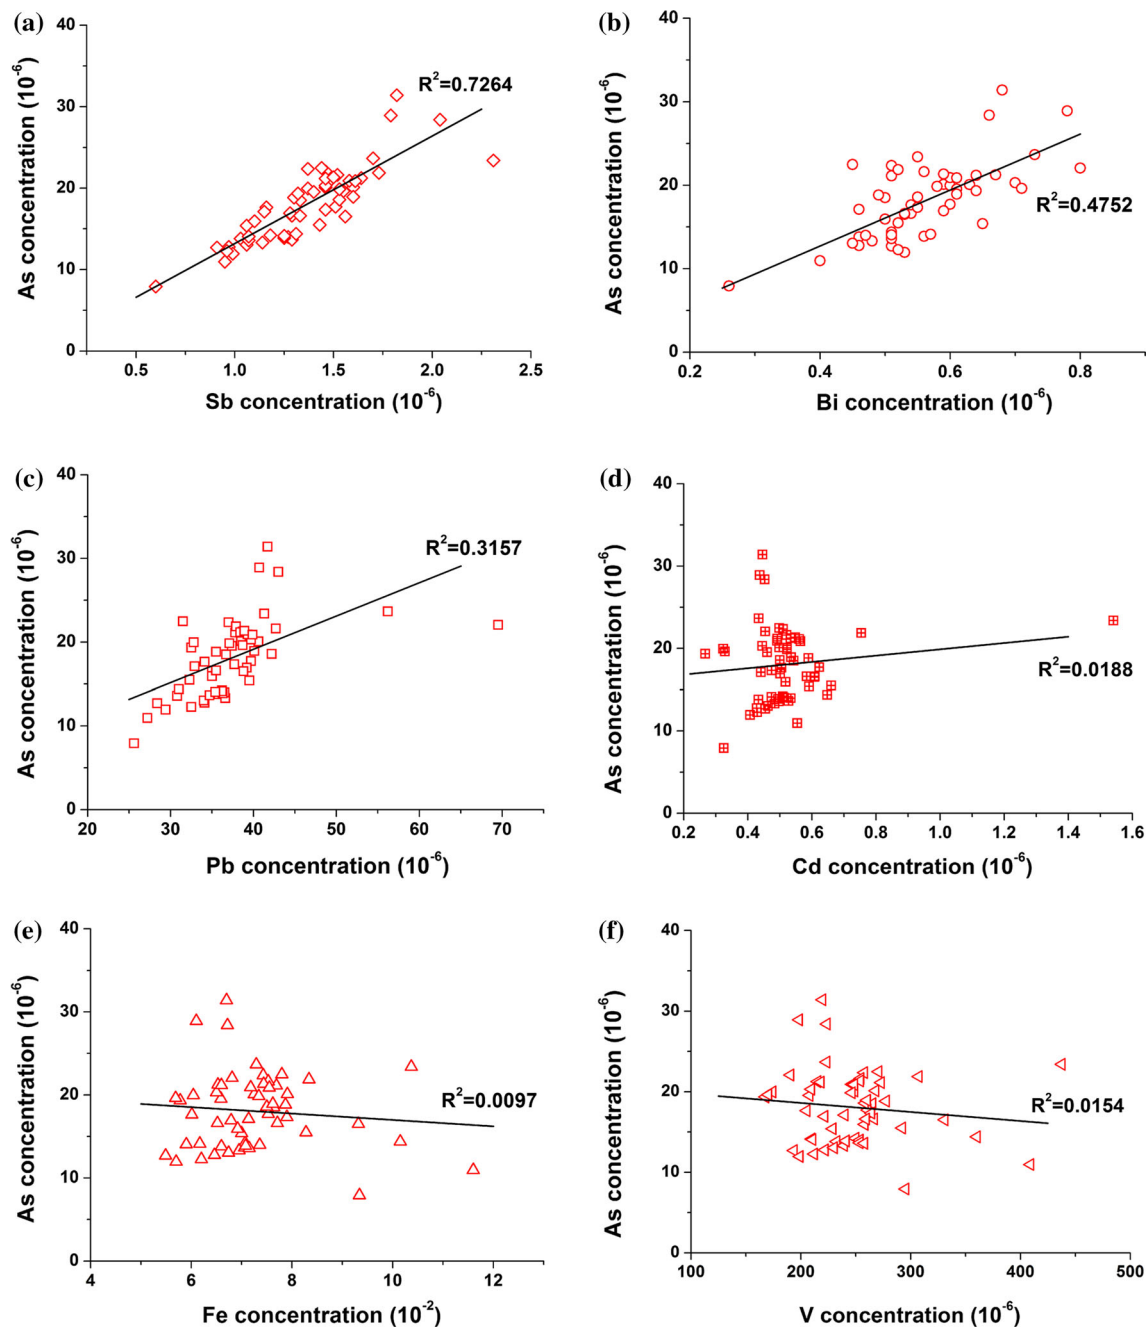 (a)
As concentration (10⁻⁶)
40
30
20
10
0
R²=0.7264
0.5 1.0 1.5 2.0 2.5
Sb concentration (10⁻⁶)
(b)
As concentration (10⁻⁶)
40
30
20
10
0
R²=0.4752
0.2 0.4 0.6 0.8
Bi concentration (10⁻⁶)
(c)
As concentration (10⁻⁶)
40
30
20
10
0
R²=0.3157
20 30 40 50 60 70
Pb concentration (10⁻⁶)
(d)
As concentration (10⁻⁶)
40
30
20
10
0
R²=0.0188
0.2 0.4 0.6 0.8 1.0 1.2 1.4 1.6
Cd concentration (10⁻⁶)
(e)
As concentration (10⁻⁶)
40
30
20
10
0
R²=0.0097
4 6 8 10 12
Fe concentration (10⁻²)
(f)
As concentration (10⁻⁶)
40
30
20
10
0
R²=0.0154
100 200 300 400 500
V concentration (10⁻⁶)